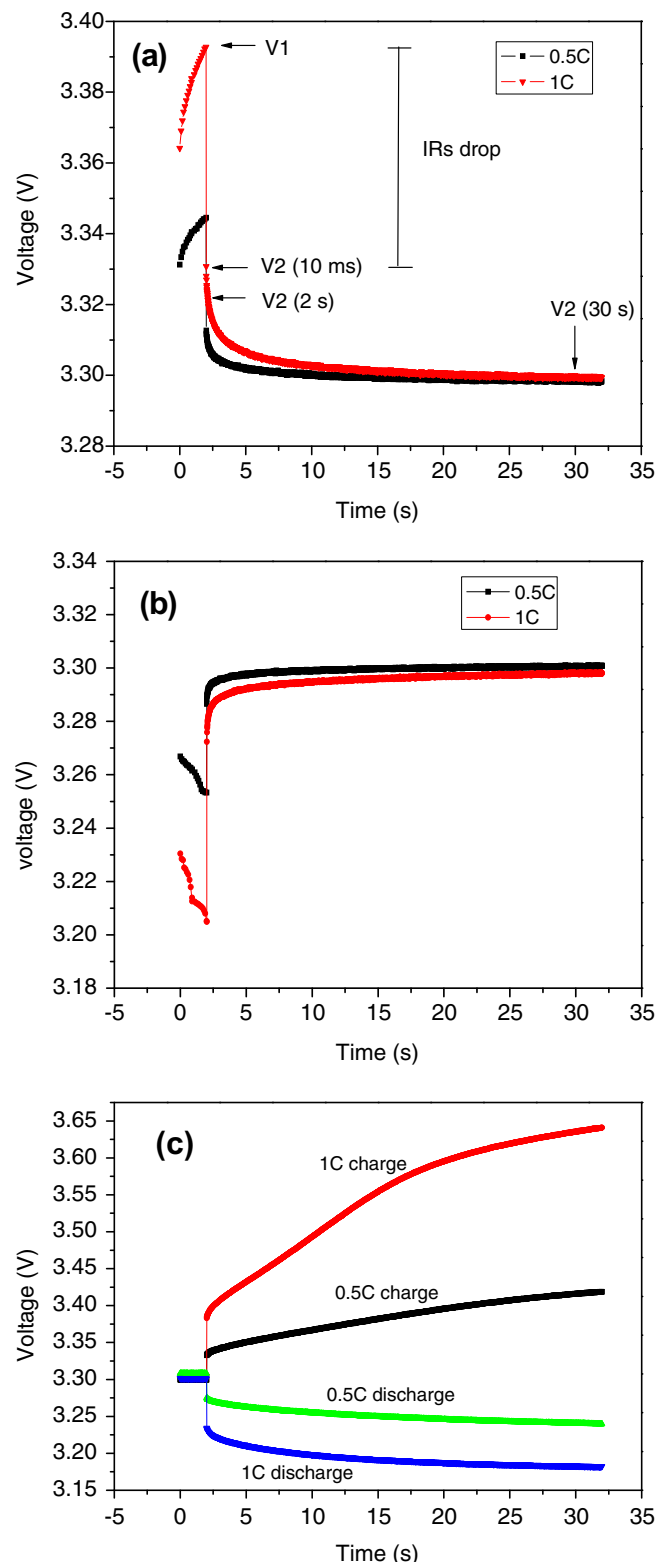 (a)
V1
0.5C
1C
IRs drop
V2 (10 ms)
V2 (2 s)
V2 (30 s)
3.40
3.38
3.36
3.34
3.32
3.30
3.28
Voltage (V)
-5 0 5 10 15 20 25 30 35
Time (s)
(b)
0.5C
1C
3.34
3.32
3.30
3.28
3.26
3.24
3.22
3.20
3.18
voltage (V)
-5 0 5 10 15 20 25 30 35
Time (s)
(c)
1C charge
0.5C charge
0.5C discharge
1C discharge
3.65
3.60
3.55
3.50
3.45
3.40
3.35
3.30
3.25
3.20
3.15
Voltage (V)
-5 0 5 10 15 20 25 30 35
Time (s)